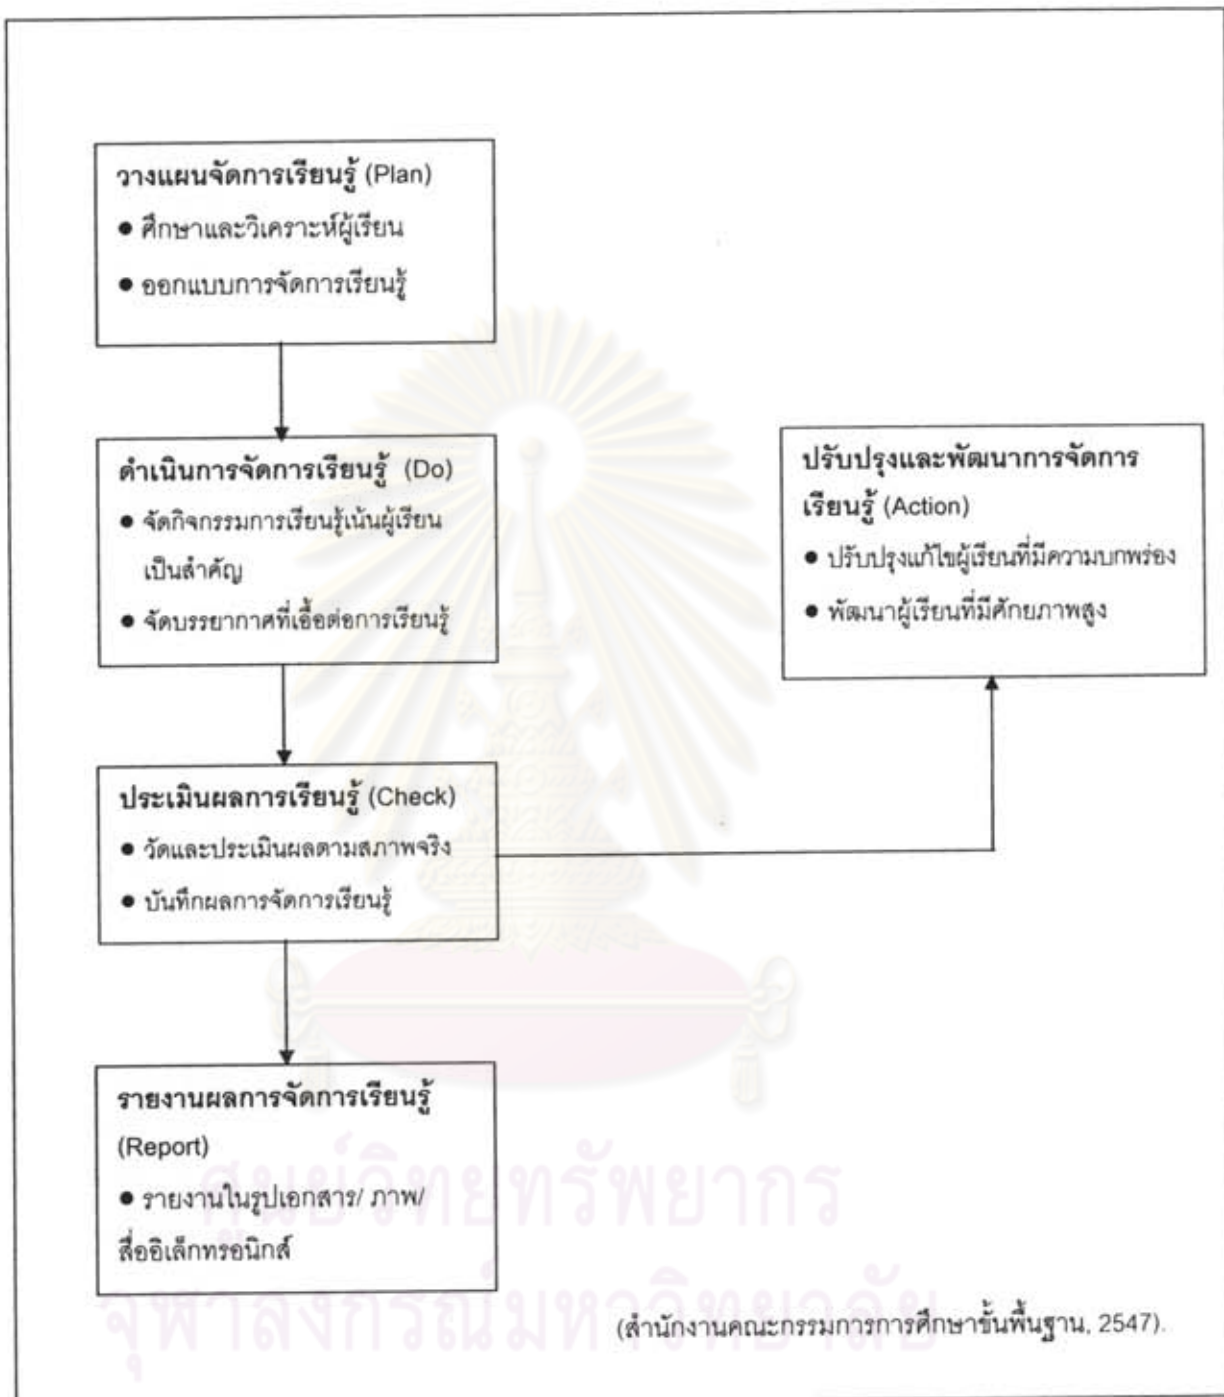 วางแผนจัดการเรียนรู้ (Plan)
● ศึกษาและวิเคราะห์ผู้เรียน
● ออกแบบการจัดการเรียนรู้
ดำเนินการจัดการเรียนรู้ (Do)
● จัดกิจกรรมการเรียนรู้เน้นผู้เรียน
เป็นสำคัญ
● จัดบรรยากาศที่เอื้อต่อการเรียนรู้
ปรับปรุงและพัฒนาการจัดการ
เรียนรู้ (Action)
● ปรับปรุงแก้ไขผู้เรียนที่มีความบกพร่อง
● พัฒนาผู้เรียนที่มีศักยภาพสูง
ประเมินผลการเรียนรู้ (Check)
● วัดและประเมินผลตามสภาพจริง
● บันทึกผลการจัดการเรียนรู้
รายงานผลการจัดการเรียนรู้
(Report)
● รายงานในรูปเอกสาร/ ภาพ/
สื่ออิเล็กทรอนิกส์
(สำนักงานคณะกรรมการการศึกษาขั้นพื้นฐาน, 2547).
ศูนย์วิทยทรัพยากร
จุฬาลงกรณ์มหาวิทยาลัย